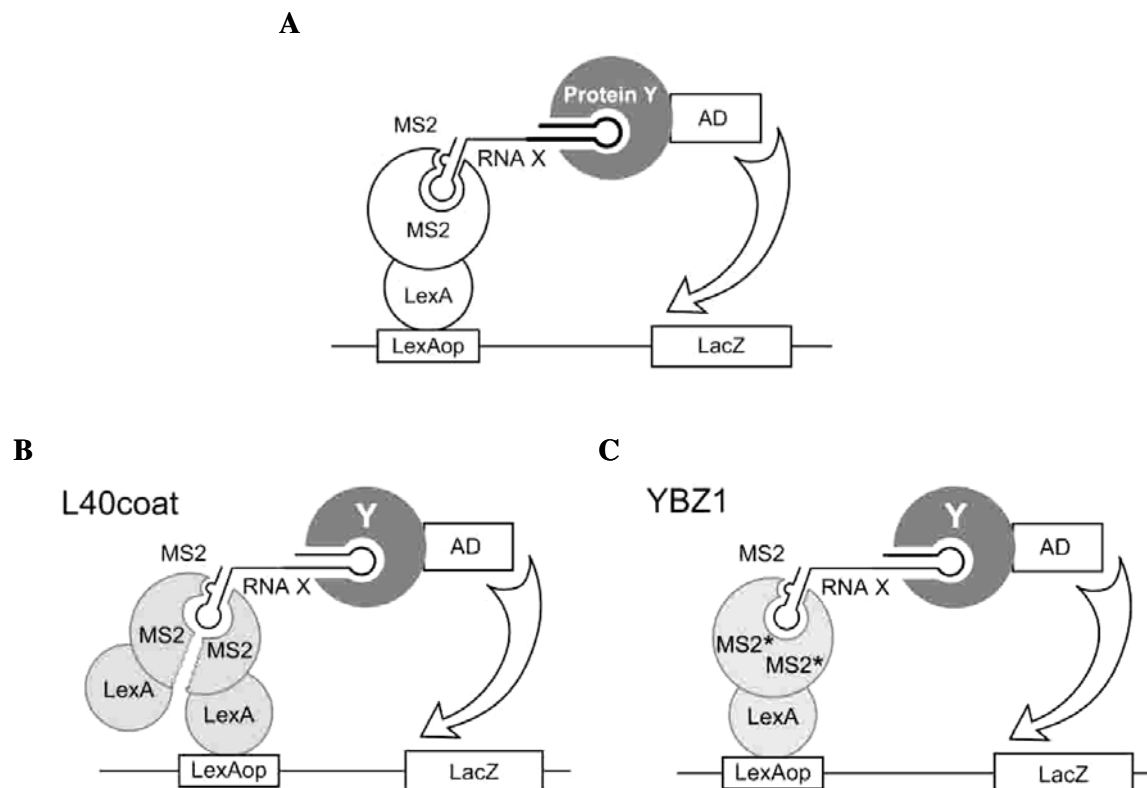 A
Protein Y
AD
MS2
RNA X
MS2
LexA
LexAop
LacZ
B
L40coat
Y
AD
MS2
RNA X
MS2
MS2
LexA
LexA
LexAop
LacZ
C
YBZ1
Y
AD
MS2
RNA X
MS2*
MS2*
LexA
LexAop
LacZ